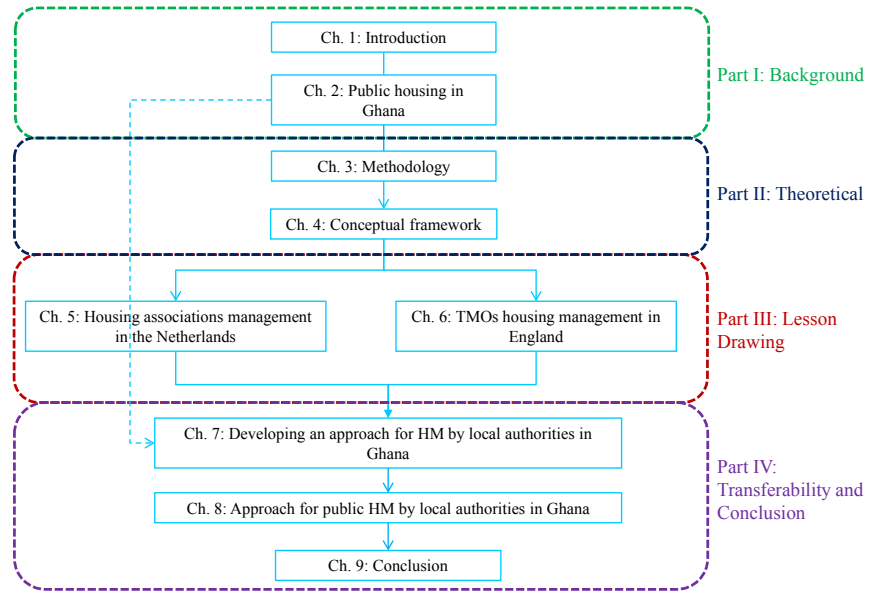 Ch. 1: Introduction
Ch. 2: Public housing in
Ghana
Part I: Background
Ch. 3: Methodology
Ch. 4: Conceptual framework
Part II: Theoretical
Ch. 5: Housing associations management
in the Netherlands
Ch. 6: TMOs housing management in
England
Part III: Lesson
Drawing
Ch. 7: Developing an approach for HM by local authorities in
Ghana
Ch. 8: Approach for public HM by local authorities in Ghana
Ch. 9: Conclusion
Part IV:
Transferability and
Conclusion